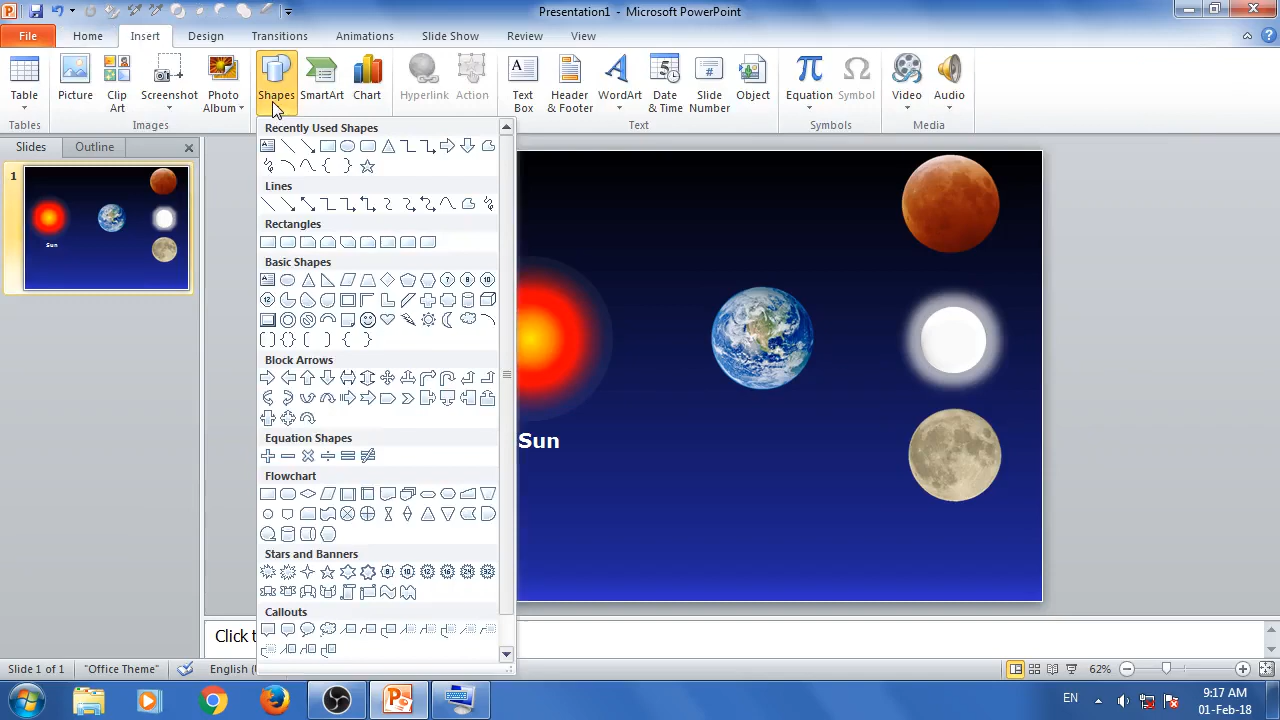 Presentation1 - Microsoft PowerPoint
File Home Insert Design Transitions Animations Slide Show Review View
Table Picture Clip Art Screenshot Photo Album Shapes SmartArt Chart Hyperlink Action Text Box Header & Footer WordArt Date & Time Slide Number Object Equation Symbol Video Audio
Tables Images Text Symbols Media
Slides Outline
Recently Used Shapes
1
Lines
Rectangles
Sun
Basic Shapes
Block Arrows
Equation Shapes
Sun
Flowchart
Stars and Banners
Callouts
Click t
Slide 1 of 1 "Office Theme" English ( 62%
EN 9:17 AM
01-Feb-18